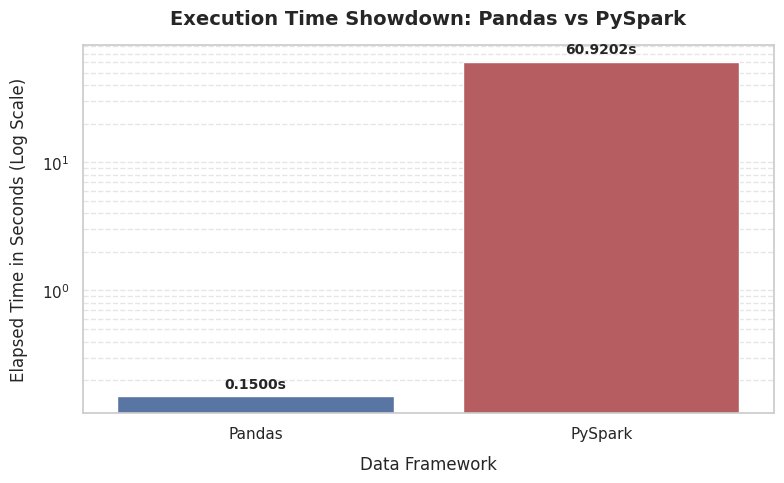 Execution Time Showdown: Pandas vs PySpark
60.9202s
Elapsed Time in Seconds (Log Scale)
10¹
10⁰
0.1500s
Pandas
PySpark
Data Framework